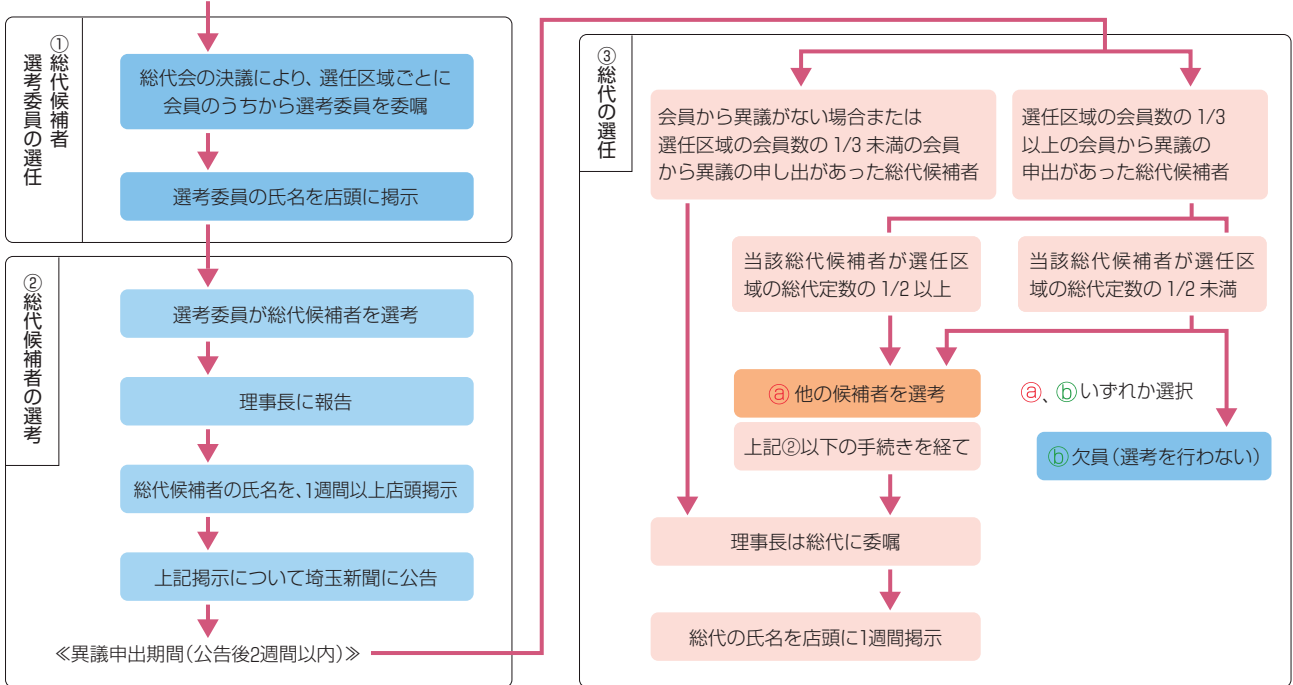 ①総代候補者
選考委員の選任
総代会の決議により、選任区域ごとに
会員のうちから選考委員を委嘱
選考委員の氏名を店頭に掲示
②総代候補者の選考
選考委員が総代候補者を選考
理事長に報告
総代候補者の氏名を、1週間以上店頭掲示
上記掲示について埼玉新聞に公告
≪異議申出期間(公告後2週間以内)≫
③総代の選任
会員から異議がない場合または
選任区域の会員数の 1/3 未満の会員
から異議の申し出があった総代候補者
選任区域の会員数の 1/3
以上の会員から異議の
申出があった総代候補者
当該総代候補者が選任区
域の総代定数の 1/2 以上
当該総代候補者が選任区
域の総代定数の 1/2 未満
ⓐ 他の候補者を選考
ⓐ、ⓑ いずれか選択
上記②以下の手続きを経て
ⓑ 欠員(選考を行わない)
理事長は総代に委嘱
総代の氏名を店頭に1週間掲示